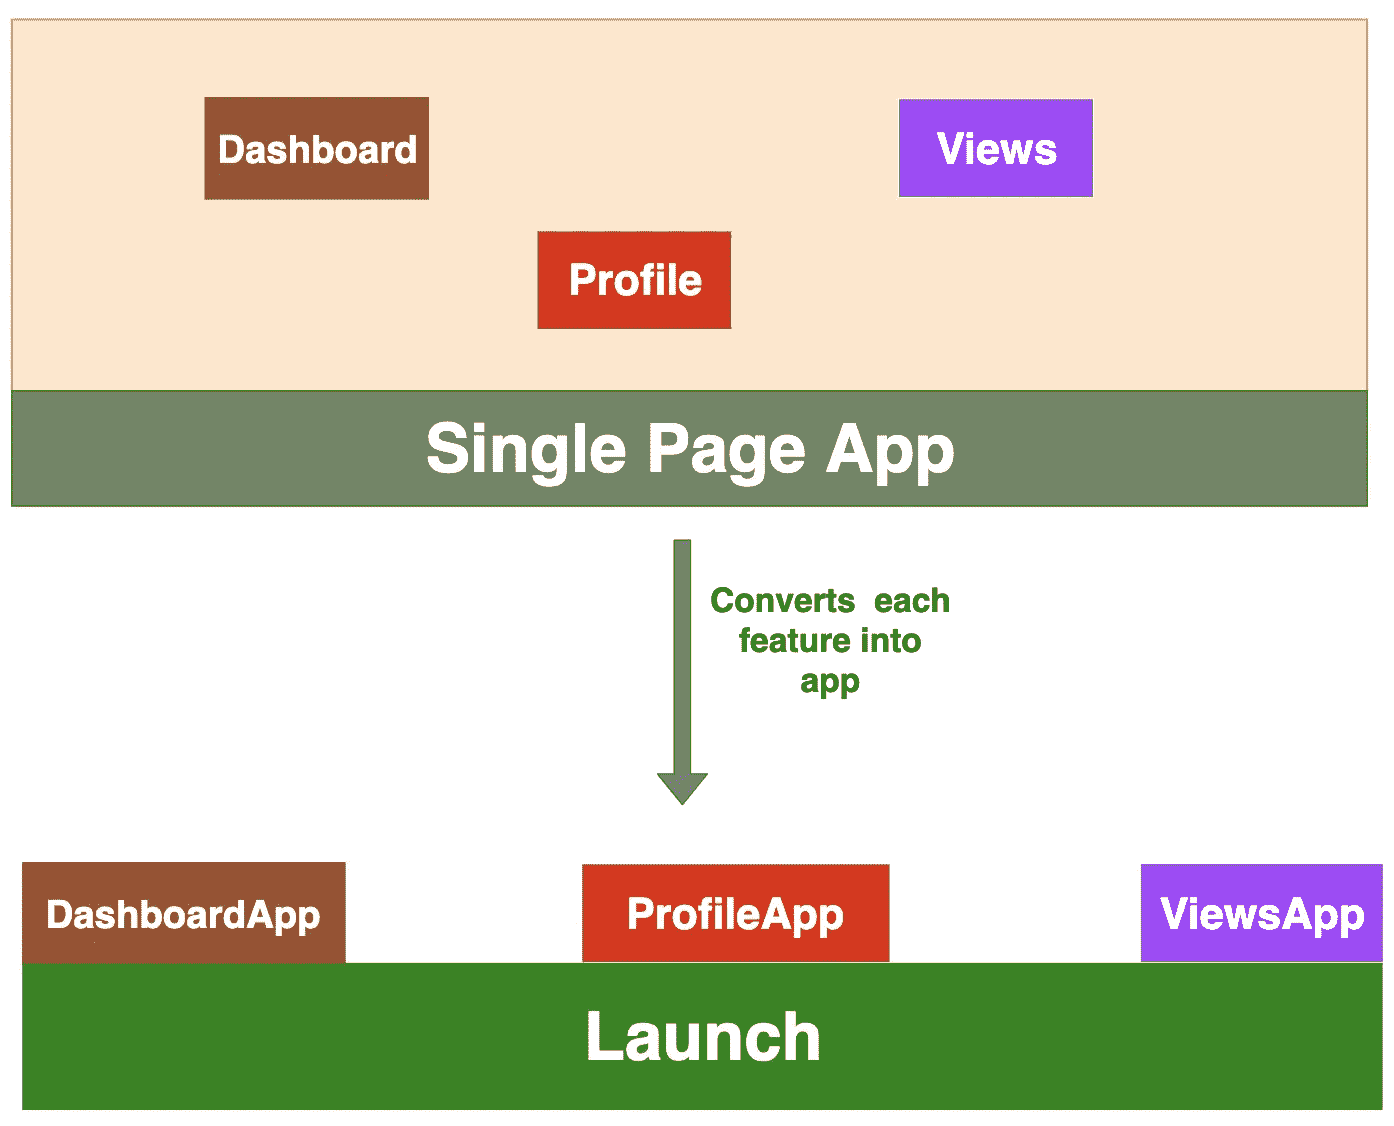 Dashboard
Views
Profile
Single Page App
Converts each
feature into
app
DashboardApp
ProfileApp
ViewsApp
Launch